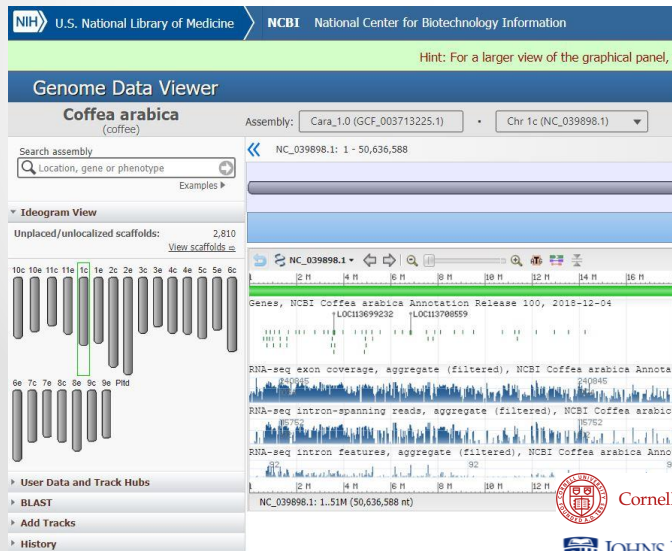 NIH U.S. National Library of Medicine NCBI National Center for Biotechnology Information
Hint: For a larger view of the graphical panel,
Genome Data Viewer
Coffea arabica
(coffee)
Assembly: Cara_1.0 (GCF_003713225.1) • Chr 1c (NC_039898.1)
Search assembly
Location, gene or phenotype
Examples
NC_039898.1: 1 - 50,636,588
Ideogram View
Unplaced/unlocalized scaffolds: 2,810
View scaffolds
10c 10e 11c 11e 1c 1e 2c 2e 3c 3e 4c 4e 5c 5e 6c
6e 7c 7e 8c 8e 9c 9e Pltd
NC_039898.1
1 2 M 4 M 6 M 8 M 10 M 12 M 14 M 16 M
Genes, NCBI Coffea arabica Annotation Release 100, 2018-12-04
LOC113699232 LOC113708559
RNA-seq exon coverage, aggregate (filtered), NCBI Coffea arabica Annota
240845 240845
RNA-seq intron-spanning reads, aggregate (filtered), NCBI Coffea arabic
15752 15752
RNA-seq intron features, aggregate (filtered), NCBI Coffea arabica Anno
92 92 9
2 M 4 M 6 M 8 M 10 M 12 M
NC_039898.1: 1..51M (50,636,588 nt)
User Data and Track Hubs
BLAST
Add Tracks
History
Cornel
JOHNS